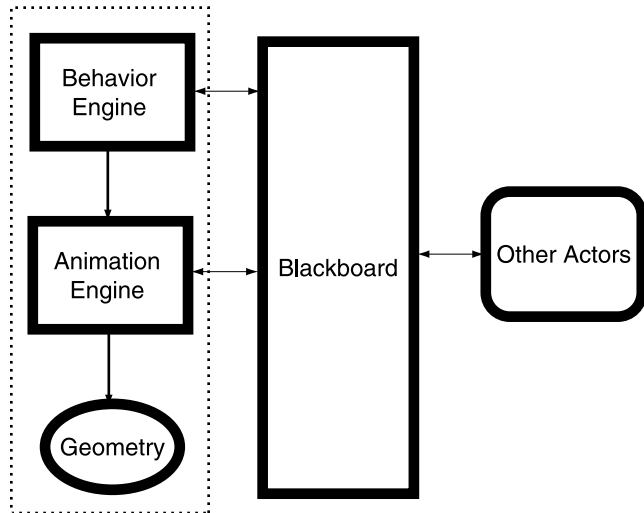 Behavior
Engine
Animation
Engine
Geometry
Blackboard
Other Actors